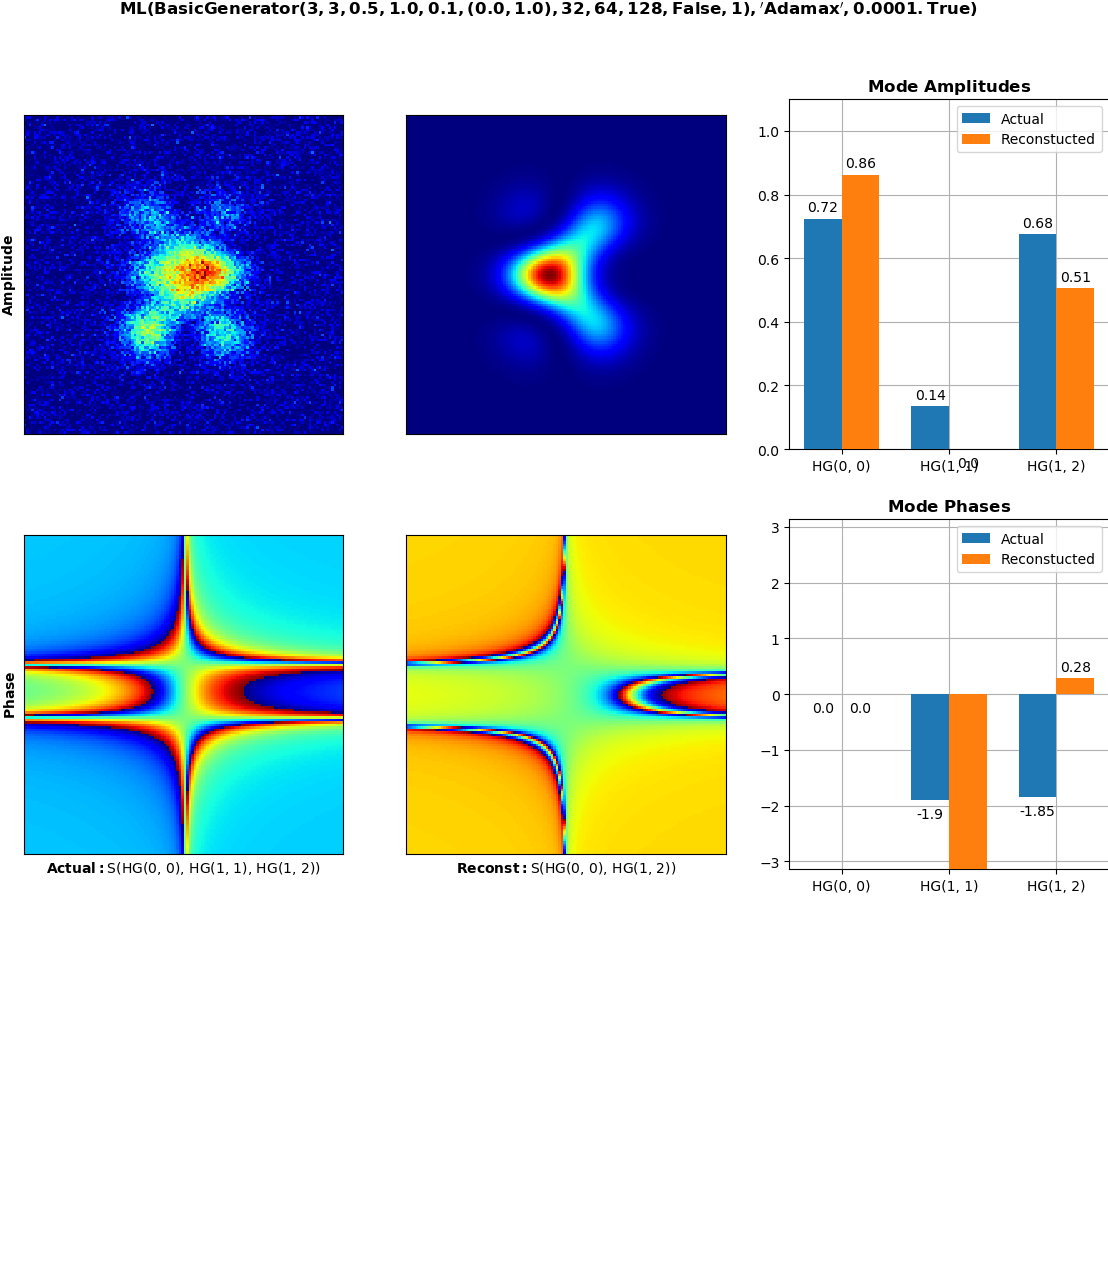 ML(BasicGenerator(3, 3, 0.5, 1.0, 0.1, (0.0, 1.0), 32, 64, 128, False, 1), ′Adamax′, 0.0001. True)
Amplitude
Mode Amplitudes
Actual
Reconstucted
1.0
0.8
0.6
0.4
0.2
0.0
0.72
0.86
0.14
0.0
0.68
0.51
HG(0, 0)
HG(1, 1)
HG(1, 2)
Phase
Actual: S(HG(0, 0), HG(1, 1), HG(1, 2))
Reconst: S(HG(0, 0), HG(1, 2))
Mode Phases
Actual
Reconstucted
3
2
1
0
−1
−2
−3
0.0
0.0
-1.9
-1.85
0.28
HG(0, 0)
HG(1, 1)
HG(1, 2)